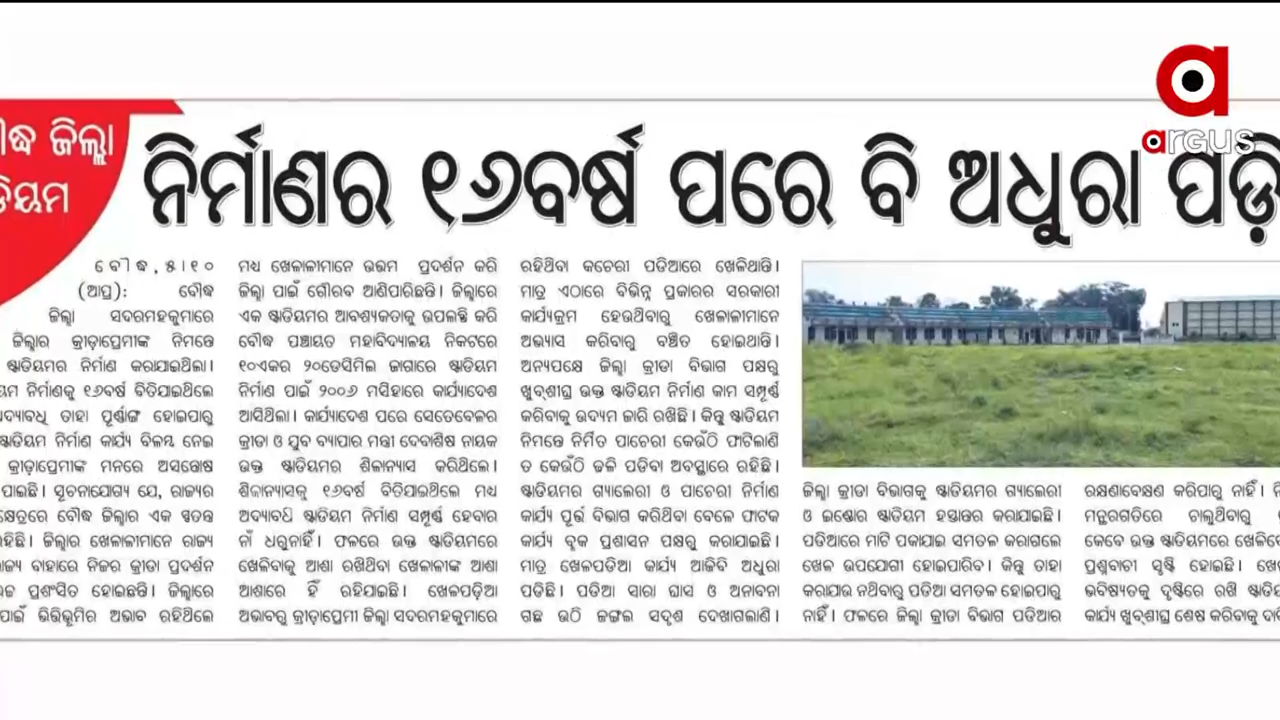 ୌଦ୍ଧ ଜିଲ୍ଲା
ଡିୟମ
ନିର୍ମାଣର ୧୬ବର୍ଷ ପରେ ବି ଅଧୁରା ପଡ଼ି
argus
ବୌଦ୍ଧ, ୫।୧୦
(ଆପ୍ର): ବୌଦ୍ଧ
ଜିଲ୍ଲା ସଦରମହକୁମାରେ
ଜିଲ୍ଲାର କ୍ରୀଡ଼ାପ୍ରେମୀଙ୍କ ନିମନ୍ତେ
ଷ୍ଟାଡିୟମର ନିର୍ମାଣ କରାଯାଇଥିଲା।
ୟମ ନିର୍ମାଣକୁ ୧୬ବର୍ଷ ବିତିଯାଇଥିଲେ
ଦ୍ୟାବଧି ତାହା ପୂର୍ଣ୍ଣାଙ୍ଗ ହୋଇପାରୁ
ଷ୍ଟାଡିୟମ ନିର୍ମାଣ କାର୍ଯ୍ୟ ବିଳମ୍ବ ନେଇ
କ୍ରୀଡ଼ାପ୍ରେମୀଙ୍କ ମନରେ ଅସନ୍ତୋଷ
ପାଇଛି। ସୂଚନାଯୋଗ୍ୟ ଯେ, ରାଜ୍ୟର
କ୍ଷେତ୍ରରେ ବୌଦ୍ଧ ଜିଲ୍ଲାର ଏକ ସ୍ଵତନ୍ତ୍ର
ରହିଛି। ଜିଲ୍ଲାର ଖେଳାଳୀମାନେ ରାଜ୍ୟ
ାଜ୍ୟ ବାହାରେ ନିଜର କ୍ରୀଡା ପ୍ରଦର୍ଶନ
ପ୍ରଶଂସିତ ହୋଇଛନ୍ତି। ଜିଲ୍ଲାରେ
ପାଇଁ ଭିତ୍ତିଭୂମିର ଅଭାବ ରହିଥିଲେ
ମଧ୍ୟ ଖେଳାଳୀମାନେ ଉତ୍ତମ ପ୍ରଦର୍ଶନ କରି
ଜିଲ୍ଲା ପାଇଁ ଗୌରବ ଆଣିପାରିଛନ୍ତି। ଜିଲ୍ଲାରେ
ଏକ ଷ୍ଟାଡିୟମର ଆବଶ୍ୟକତାକୁ ଉପଲବ୍ଧି କରି
ବୌଦ୍ଧ ପଞ୍ଚାୟତ ମହାବିଦ୍ୟାଳୟ ନିକଟରେ
୧୦ଏକର ୨୦ଡେସିମିଲ ଜାଗାରେ ଷ୍ଟାଡିୟମ
ନିର୍ମାଣ ପାଇଁ ୨୦୦୬ ମସିହାରେ କାର୍ଯ୍ୟାଦେଶ
ଆସିଥିଲା। କାର୍ଯ୍ୟାଦେଶ ପରେ ସେତେବେଳର
କ୍ରୀଡା ଓ ଯୁବ ବ୍ୟାପାର ମନ୍ତ୍ରୀ ଦେବାଶିଷ ନାୟକ
ଉକ୍ତ ଷ୍ଟାଡିୟମର ଶିଳାନ୍ୟାସ କରିଥିଲେ।
ଶିଳାନ୍ୟାସକୁ ୧୬ବର୍ଷ ବିତିଯାଇଥିଲେ ମଧ୍ୟ
ଅଦ୍ୟାବଧି ଷ୍ଟାଡିୟମ ନିର୍ମାଣ ସମ୍ପୂର୍ଣ୍ଣ ହେବାର
ନାଁ ଧରୁନାହିଁ। ଫଳରେ ଉକ୍ତ ଷ୍ଟାଡିୟମରେ
ଖେଳିବାକୁ ଆଶା ରଖିଥିବା ଖେଳାଳୀଙ୍କ ଆଶା
ଆଶାରେ ହିଁ ରହିଯାଇଛି। ଖେଳପଡ଼ିଆ
ଅଭାବରୁ କ୍ରୀଡ଼ାପ୍ରେମୀ ଜିଲ୍ଲା ସଦରମହକୁମାରେ
ରହିଥିବା କଚେରୀ ପଡିଆରେ ଖେଳିଥାନ୍ତି।
ମାତ୍ର ଏଠାରେ ବିଭିନ୍ନ ପ୍ରକାରର ସରକାରୀ
କାର୍ଯ୍ୟକ୍ରମ ହେଉଥିବାରୁ ଖେଳାଳୀମାନେ
ଅଭ୍ୟାସ କରିବାରୁ ବଞ୍ଚିତ ହୋଇଥାନ୍ତି।
ଅନ୍ୟପକ୍ଷେ ଜିଲ୍ଲା କ୍ରୀଡା ବିଭାଗ ପକ୍ଷରୁ
ଖୁବ୍‌ଶୀଘ୍ର ଉକ୍ତ ଷ୍ଟାଡିୟମ ନିର୍ମାଣ କାମ ସମ୍ପୂର୍ଣ୍ଣ
କରିବାକୁ ଉଦ୍ୟମ ଜାରି ରଖିଛି। କିନ୍ତୁ ଷ୍ଟାଡିୟମ
ନିମନ୍ତେ ନିର୍ମିତ ପାଚେରୀ କେଉଁଠି ଫାଟିଲାଣି
ତ କେଉଁଠି ଢଳି ପଡିବା ଅବସ୍ଥାରେ ରହିଛି।
ଷ୍ଟାଡିୟମର ଗ୍ୟାଲେରୀ ଓ ପାଚେରୀ ନିର୍ମାଣ
କାର୍ଯ୍ୟ ପୂର୍ତ୍ତ ବିଭାଗ କରିଥିବା ବେଳେ ଫାଟକ
କାର୍ଯ୍ୟ ବ୍ଲକ ପ୍ରଶାସନ ପକ୍ଷରୁ କରାଯାଇଛି।
ମାତ୍ର ଖେଳପଡିଆ କାର୍ଯ୍ୟ ଆଜିବି ଅଧୁରା
ପଡିଛି। ପଡିଆ ସାରା ଘାସ ଓ ଅନାବନା
ଗଛ ଉଠି ଜଙ୍ଗଲ ସଦୃଶ ଦେଖାଗଲାଣି।
ଜିଲ୍ଲା କ୍ରୀଡା ବିଭାଗକୁ ଷ୍ଟାଡିୟମର ଗ୍ୟାଲେରୀ
ଓ ଇଣ୍ଡୋର ଷ୍ଟାଡିୟମ ହସ୍ତାନ୍ତର କରାଯାଇଛି।
ପଡିଆରେ ମାଟି ପକାଯାଇ ସମତଳ କରାଗଲେ
ଖେଳ ଉପଯୋଗୀ ହୋଇପାରିବ। କିନ୍ତୁ ତାହା
କରାଯାଉ ନଥିବାରୁ ପଡିଆ ସମତଳ ହୋଇପାରୁ
ନାହିଁ। ଫଳରେ ଜିଲ୍ଲା କ୍ରୀଡା ବିଭାଗ ପଡିଆର
ରକ୍ଷଣାବେକ୍ଷଣ କରିପାରୁ ନାହିଁ।
ମନ୍ଥରଗତିରେ ଚାଲୁଥିବାରୁ
କେବେ ଉକ୍ତ ଷ୍ଟାଡିୟମରେ ଖେଳିବେ
ପ୍ରଶ୍ନବାଚୀ ସୃଷ୍ଟି ହୋଇଛି।
ଭବିଷ୍ୟତକୁ ଦୃଷ୍ଟିରେ ରଖି ଷ୍ଟାଡି
କାର୍ଯ୍ୟ ଖୁବ୍‌ଶୀଘ୍ର ଶେଷ କରିବାକୁ ଦା